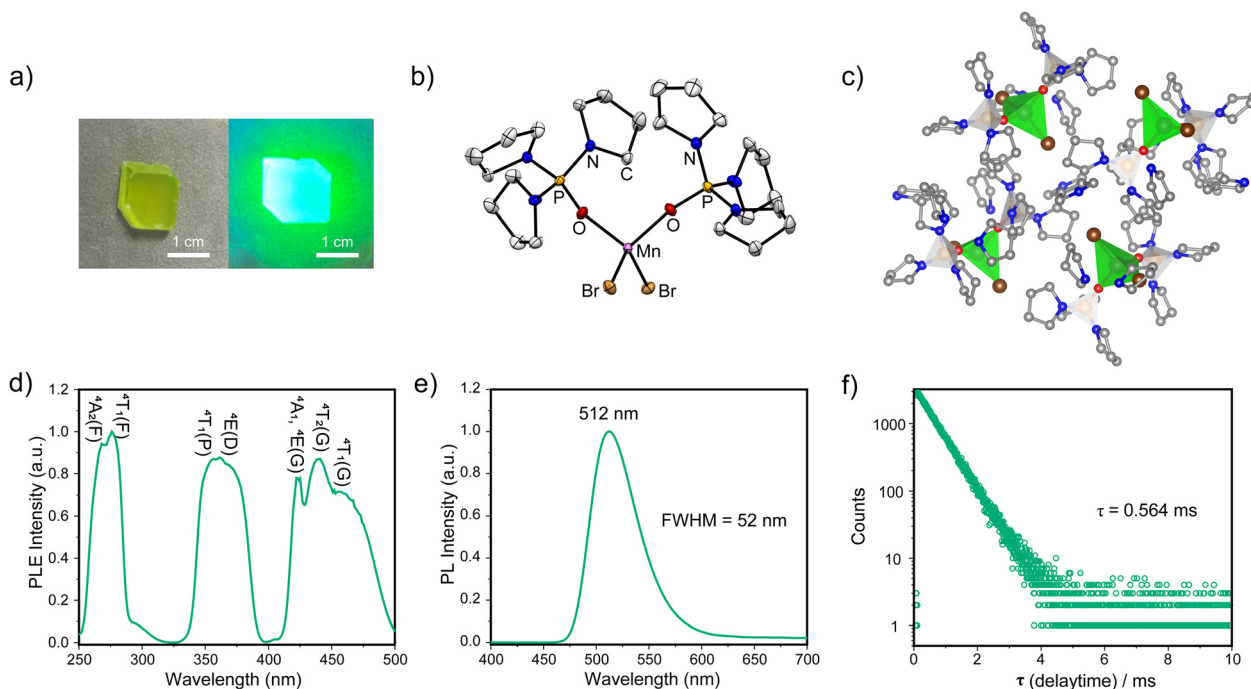 a)
1 cm
1 cm
b)
N
C
N
P
P
O
O
Mn
Br
Br
c)
d)
PLE Intensity (a.u.)
1.2
1.0
0.8
0.6
0.4
0.2
0.0
⁴A₂(F)
⁴T₁(F)
⁴T₁(P)
⁴E(D)
⁴A₁, ⁴E(G)
⁴T₂(G)
⁴T₁(G)
250
300
350
400
450
500
Wavelength (nm)
e)
PL Intensity (a.u.)
1.2
1.0
0.8
0.6
0.4
0.2
0.0
512 nm
FWHM = 52 nm
400
450
500
550
600
650
700
Wavelength (nm)
f)
Counts
1000
100
10
1
τ = 0.564 ms
0
2
4
6
8
10
τ (delaytime) / ms